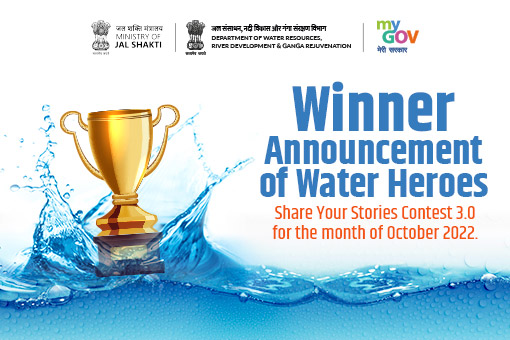 जल शक्ति मंत्रालय
MINISTRY OF
JAL SHAKTI
जल संसाधन, नदी विकास और गंगा संरक्षण विभाग
DEPARTMENT OF WATER RESOURCES,
RIVER DEVELOPMENT & GANGA REJUVENATION
my
GOV
मेरी सरकार
Winner
Announcement
of Water Heroes
Share Your Stories Contest 3.0
for the month of October 2022.